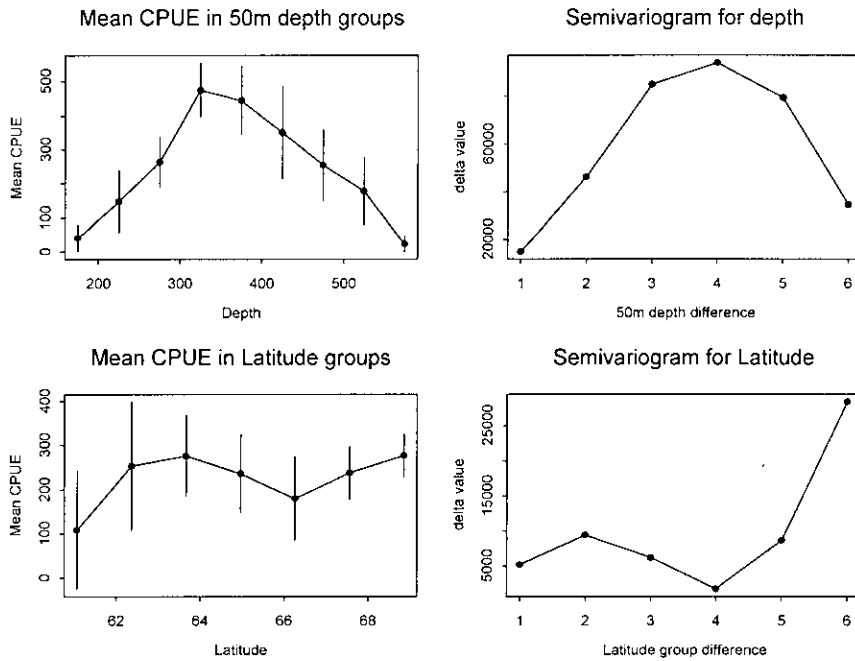 Mean CPUE in 50m depth groups
Mean CPUE
0 100 300 500
200 300 400 500
Depth
Semivariogram for depth
delta value
20000 60000
1 2 3 4 5 6
50m depth difference
Mean CPUE in Latitude groups
Mean CPUE
0 100 200 300 400
62 64 66 68
Latitude
Semivariogram for Latitude
delta value
5000 15000 25000
1 2 3 4 5 6
Latitude group difference